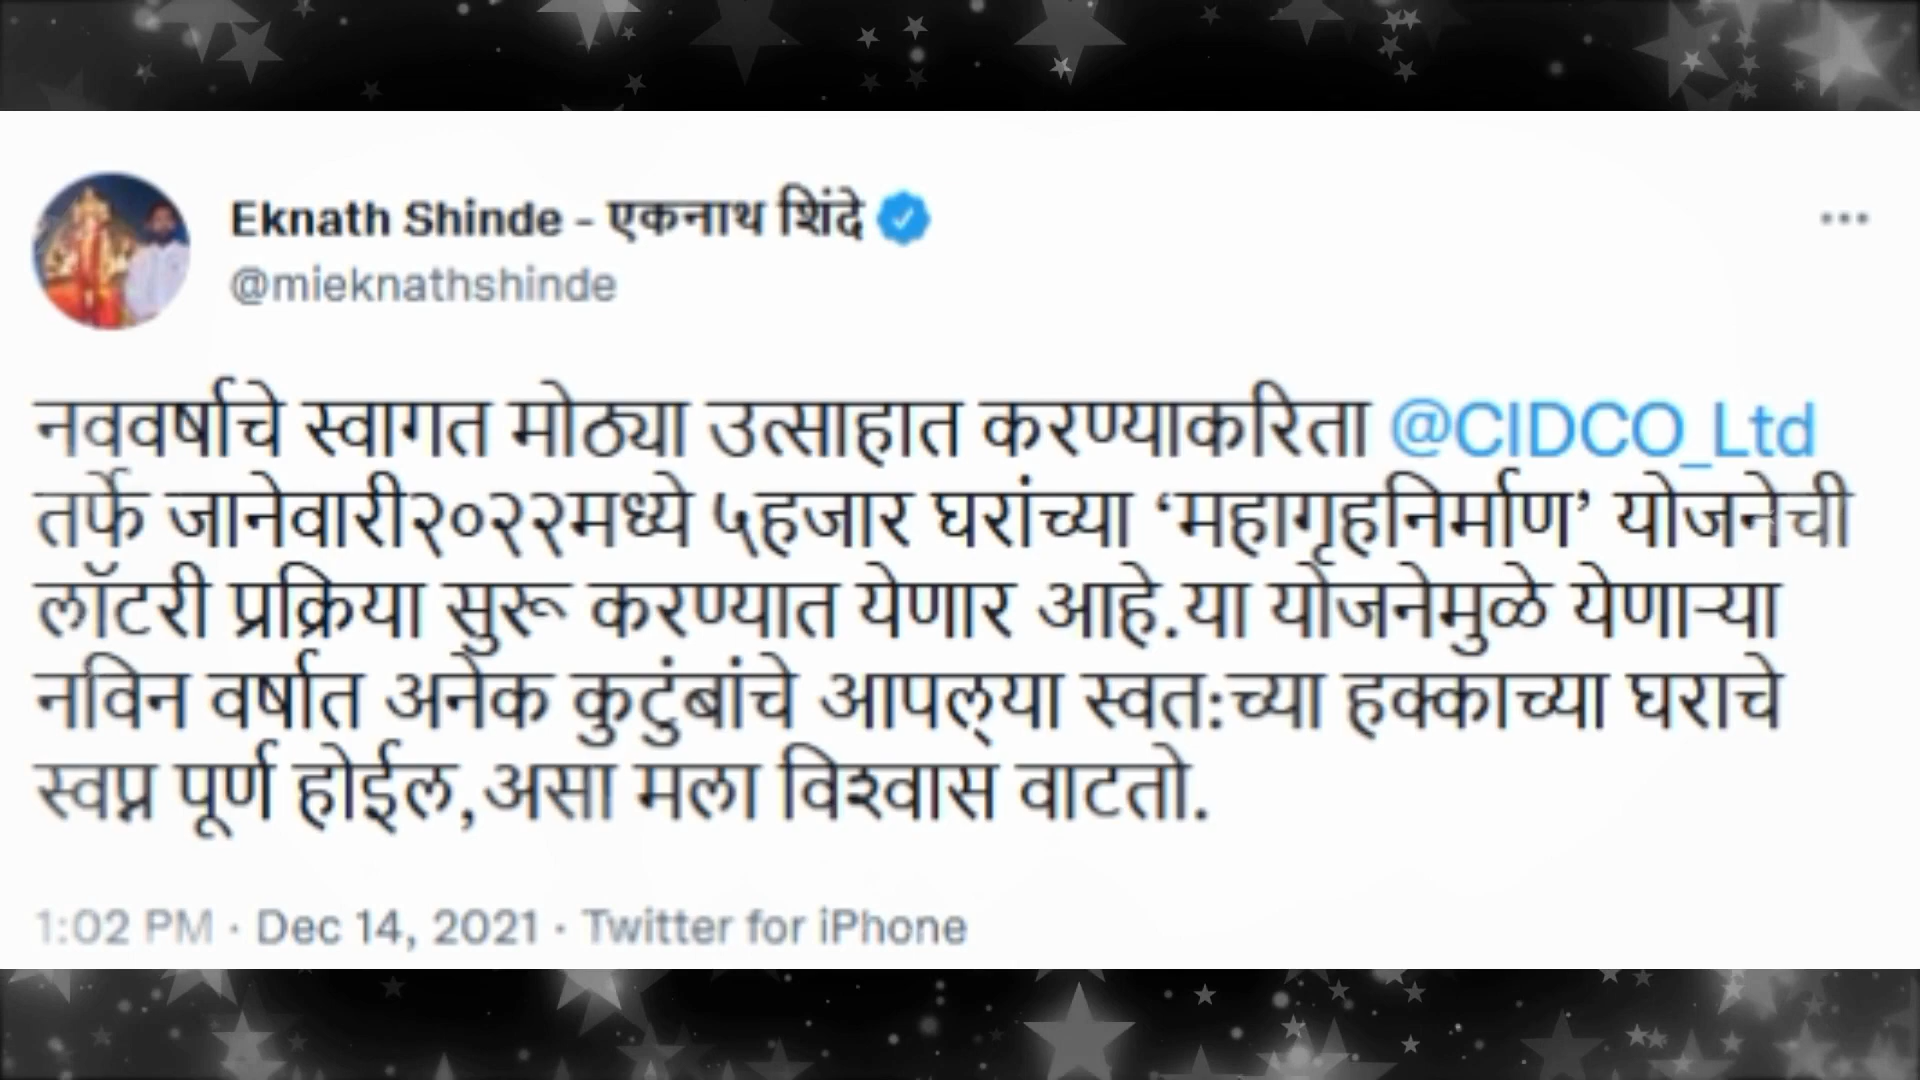 Eknath Shinde - एकनाथ शिंदे
@mieknathshinde
नववर्षाचे स्वागत मोठ्या उत्साहात करण्याकरिता @CIDCO_Ltd
तर्फे जानेवारी२०२२मध्ये ५हजार घरांच्या ‘महागृहनिर्माण’ योजनेची
लॉटरी प्रक्रिया सुरू करण्यात येणार आहे.या योजनेमुळे येणाऱ्या
नविन वर्षात अनेक कुटुंबांचे आपल्या स्वत:च्या हक्काच्या घराचे
स्वप्न पूर्ण होईल,असा मला विश्वास वाटतो.
1:02 PM · Dec 14, 2021 · Twitter for iPhone